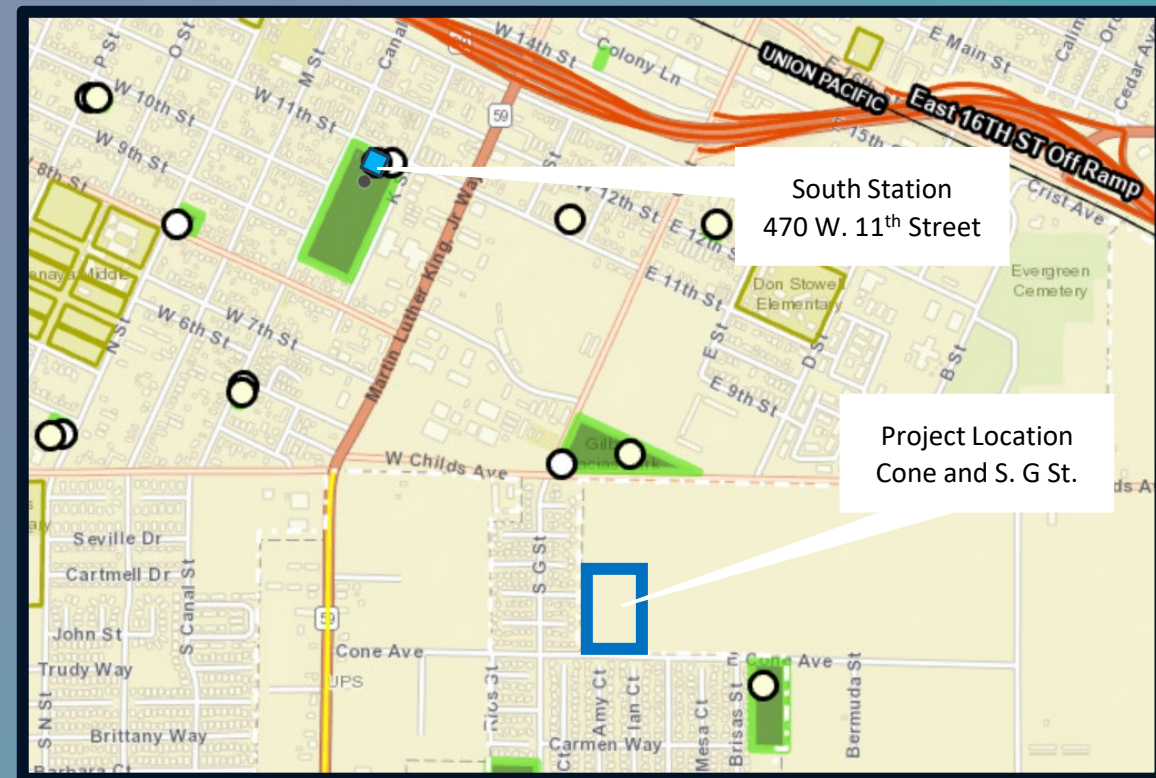 P St
O St
M St
Canal
W 14th St
Colony Ln
E Main St
Cedar Ave
UNION PACIFIC
East 16TH ST Off Ramp
W 10th St
W 11th St
59
E 15th
W 9th St
8th St
South Station
470 W. 11th Street
Crist Ave
K S
W 12th St
E 12th S
Martin Luther King, Jr Way
Middle
N St
E 11th St
Don Stowell
Elementary
Evergreen
Cemetery
W 6th St
W 7th St
E St
D St
B St
E 9th St
Project Location
Cone and S. G St.
W Childs Ave
Seville Dr
Cartmell Dr
S Canal St
S G St
John St
59
Cone Ave
Cone Ave
Trudy Way
UPS
Rios St
Amy Ct
Ian Ct
Mesa Ct
Brisas St
Bermuda St
S N St
Brittany Way
Carmen Way
Barbara Ct